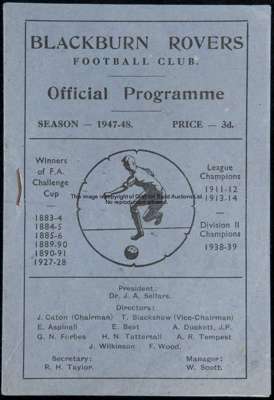 BLACKBURN ROVERS
FOOTBALL CLUB.
Official Programme
SEASON — 1947-48. PRICE — 3d.
Winners
of F.A.
Challenge
Cup
—
1883-4
1884-5
1885-6
1889-90
1890-91
1927-28
League
Champions
1911-12
1913-14
—
Division II
Champions
1938-39
President:
Dr. J. A. Sellars.
Directors:
J. Caton (Chairman) T. Blackshaw (Vice-Chairman)
E. Aspinall E. Best A. Duckett, J.P.
G. N. Forbes H. N. Tattersall A. R. Tempest
J. Wilkinson F. Wood.
Secretary: Manager:
R. H. Taylor. W. Scott.